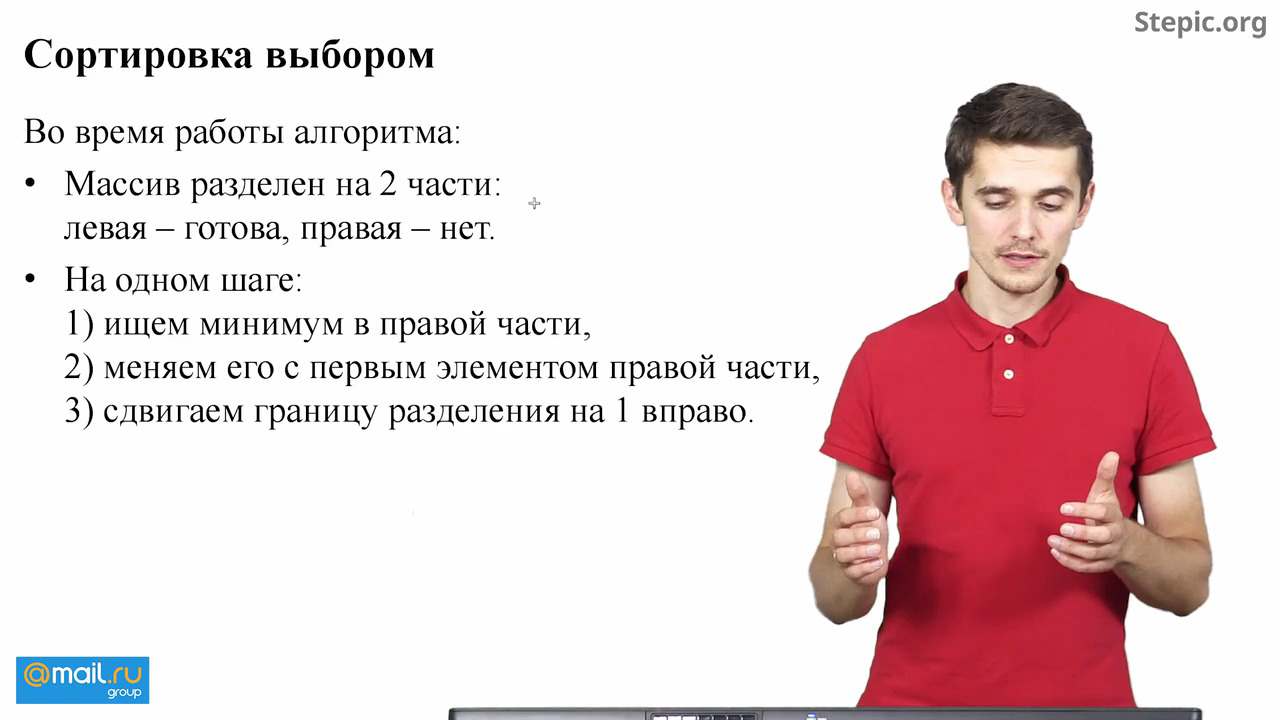 Stepic.org
Сортировка выбором
Во время работы алгоритма:
• Массив разделен на 2 части:
левая – готова, правая – нет.
• На одном шаге:
1) ищем минимум в правой части,
2) меняем его с первым элементом правой части,
3) сдвигаем границу разделения на 1 вправо.
@mail.ru
group